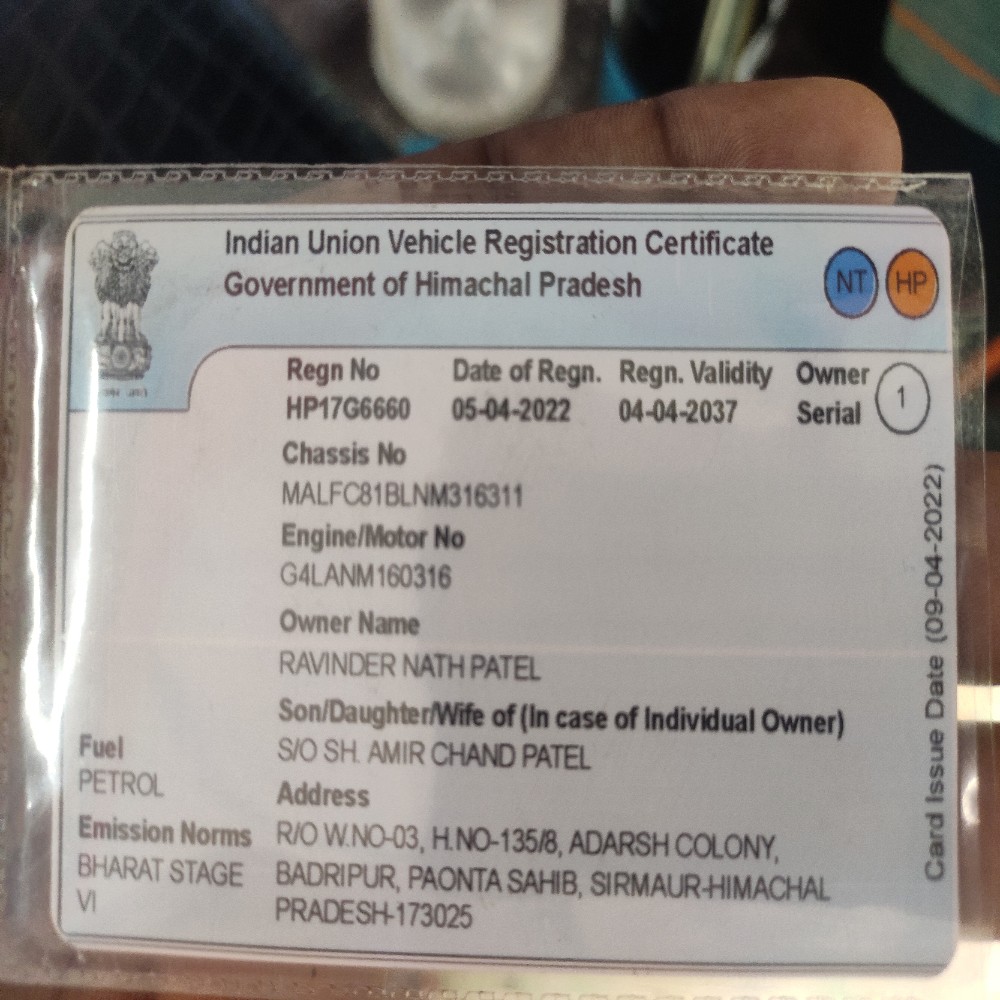 Indian Union Vehicle Registration Certificate
Government of Himachal Pradesh
NT HP
Regn No Date of Regn. Regn. Validity Owner Serial 1
HP17G6660 05-04-2022 04-04-2037
Chassis No
MALFC81BLNM316311
Engine/Motor No
G4LANM160316
Owner Name
RAVINDER NATH PATEL
Son/Daughter/Wife of (In case of Individual Owner)
S/O SH. AMIR CHAND PATEL
Address
R/O W.NO-03, H.NO-135/8, ADARSH COLONY,
BADRIPUR, PAONTA SAHIB, SIRMAUR-HIMACHAL
PRADESH-173025
Fuel
PETROL
Emission Norms
BHARAT STAGE
VI
Card Issue Date (09-04-2022)